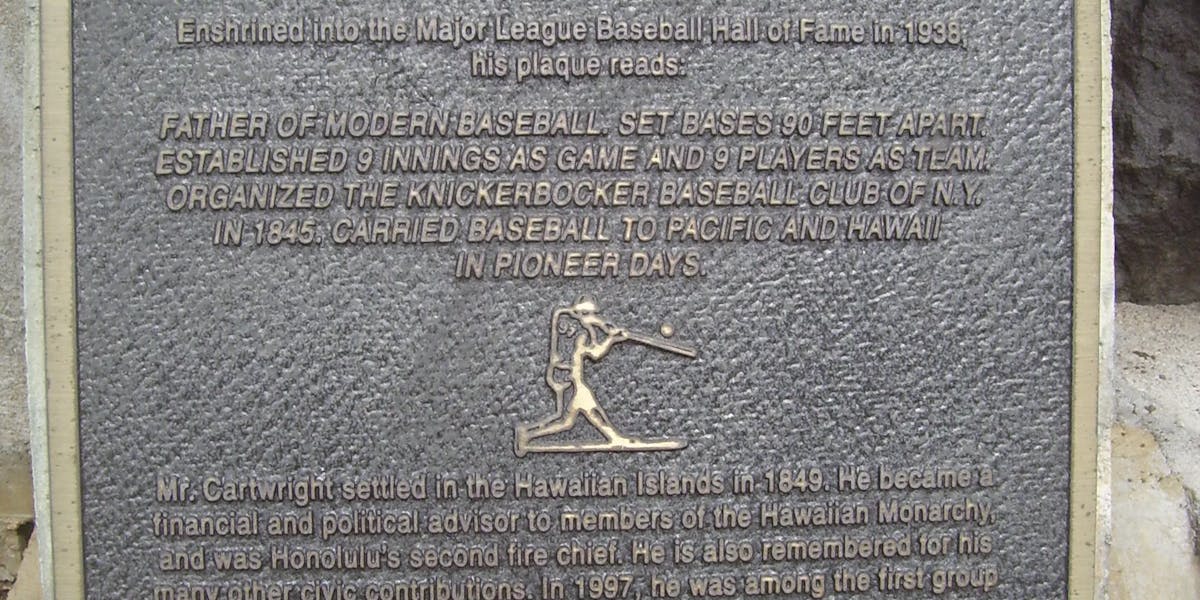 Enshrined into the Major League Baseball Hall of Fame in 1938,
his plaque reads:
FATHER OF MODERN BASEBALL. SET BASES 90 FEET APART.
ESTABLISHED 9 INNINGS AS GAME AND 9 PLAYERS AS TEAM.
ORGANIZED THE KNICKERBOCKER BASEBALL CLUB OF N.Y.
IN 1845. CARRIED BASEBALL TO PACIFIC AND HAWAII
IN PIONEER DAYS.
Mr. Cartwright settled in the Hawaiian Islands in 1849. He became a
financial and political advisor to members of the Hawaiian Monarchy,
and was Honolulu's second fire chief. He is also remembered for his
many other civic contributions. In 1997, he was among the first group